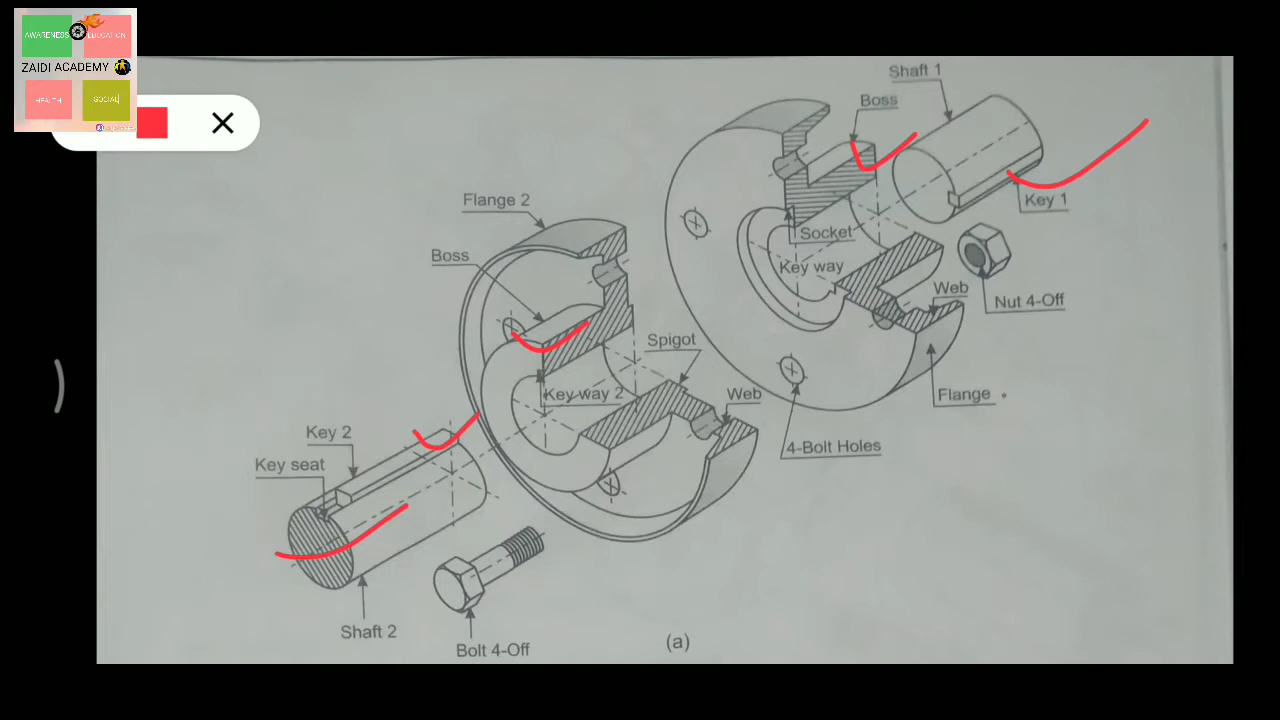 AWARENESS
EDUCATION
ZAIDI ACADEMY
HEALTH
SOCIAL
Shaft 1
Boss
Key 1
Flange 2
Socket
Boss
Key way
Web
Nut 4-Off
Spigot
Key way 2
Web
Flange
Key 2
4-Bolt Holes
Key seat
Shaft 2
Bolt 4-Off
(a)